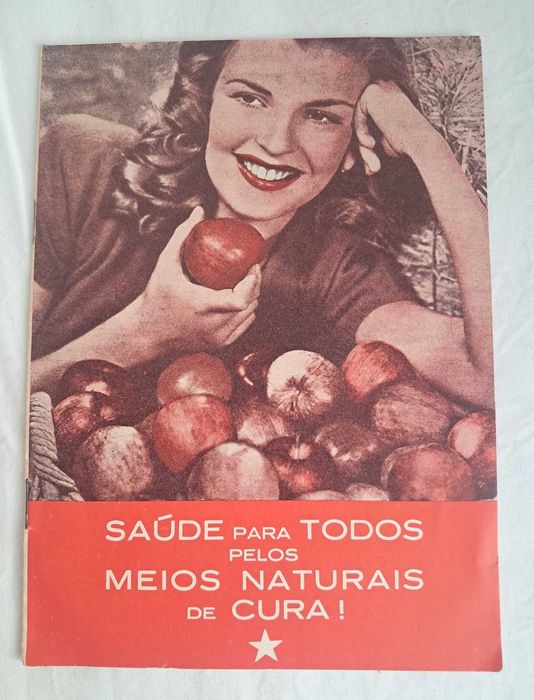 SAÚDE PARA TODOS
PELOS
MEIOS NATURAIS
DE CURA!